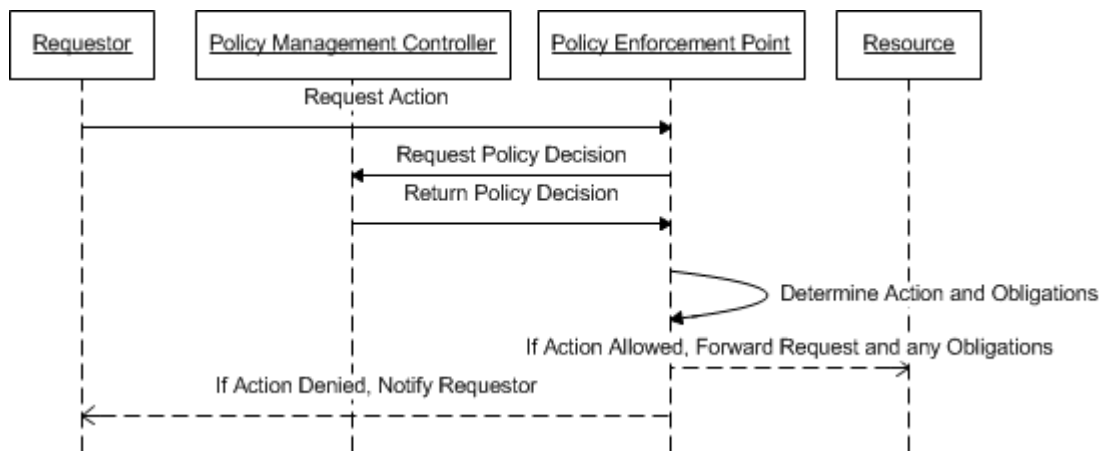 Requestor
Policy Management Controller
Policy Enforcement Point
Resource
Request Action
Request Policy Decision
Return Policy Decision
Determine Action and Obligations
If Action Allowed, Forward Request and any Obligations
If Action Denied, Notify Requestor